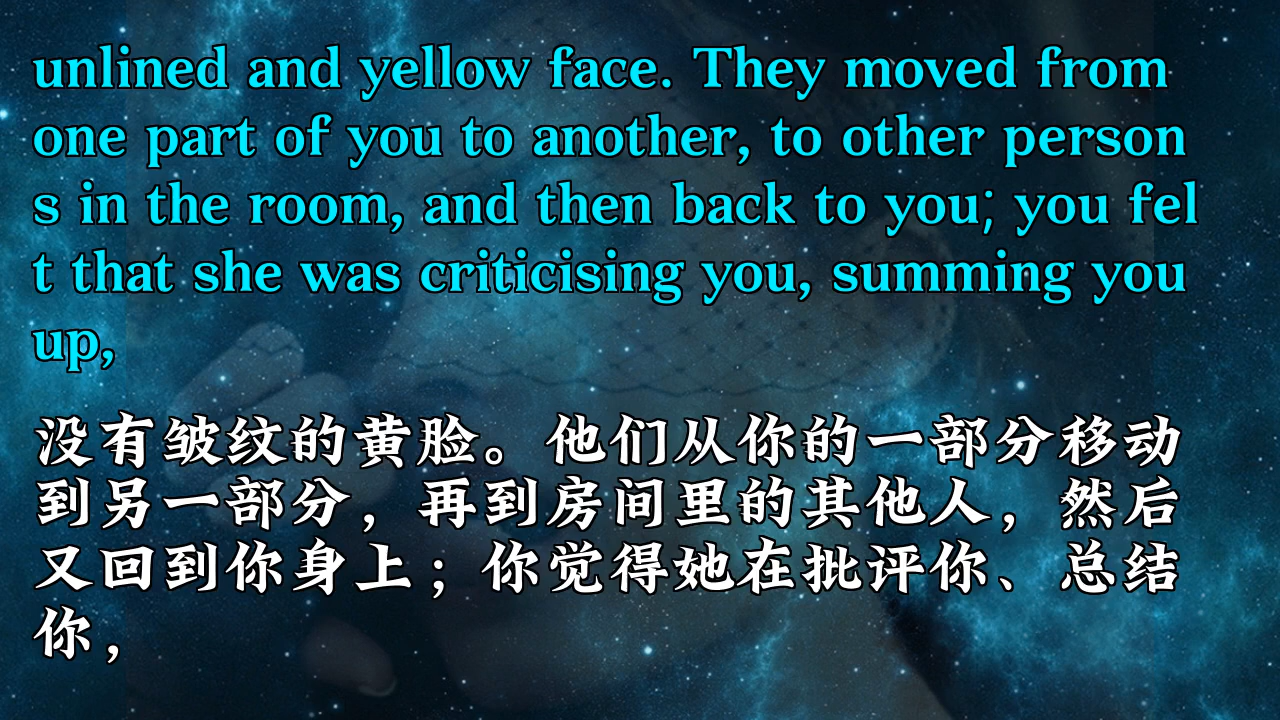 unlined and yellow face. They moved from
one part of you to another, to other person
s in the room, and then back to you; you fel
t that she was criticising you, summing you
up,
没有皱纹的黄脸。他们从你的一部分移动
到另一部分，再到房间里的其他人，然后
又回到你身上；你觉得她在批评你、总结
你，